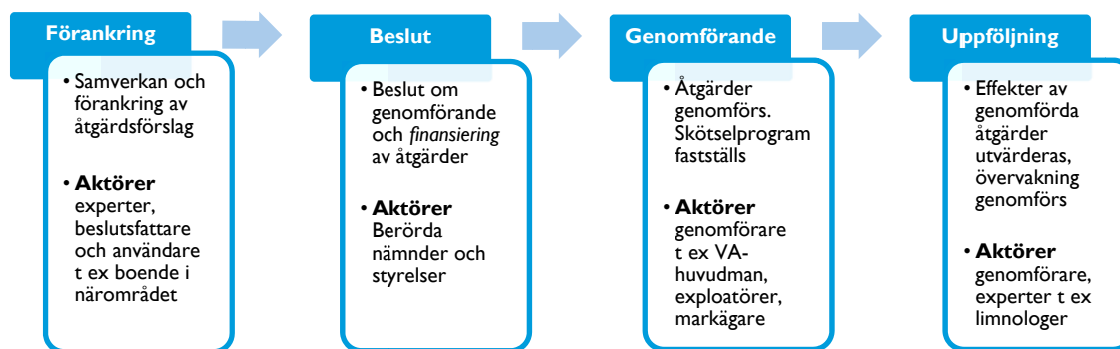 Förankring
• Samverkan och
förankring av
åtgärdsförslag
• Aktörer
experter,
beslutsfattare
och användare
t ex boende i
närområdet
Beslut
• Beslut om
genomförande
och finansiering
av åtgärder
• Aktörer
Berörda
nämnder och
styrelser
Genomförande
• Åtgärder
genomförs.
Skötselprogram
fastställs
• Aktörer
genomförare
t ex VA-
huvudman,
exploatörer,
markägare
Uppföljning
• Effekter av
genomförda
åtgärder
utvärderas,
övervakning
genomförs
• Aktörer
genomförare,
experter t ex
limnologer